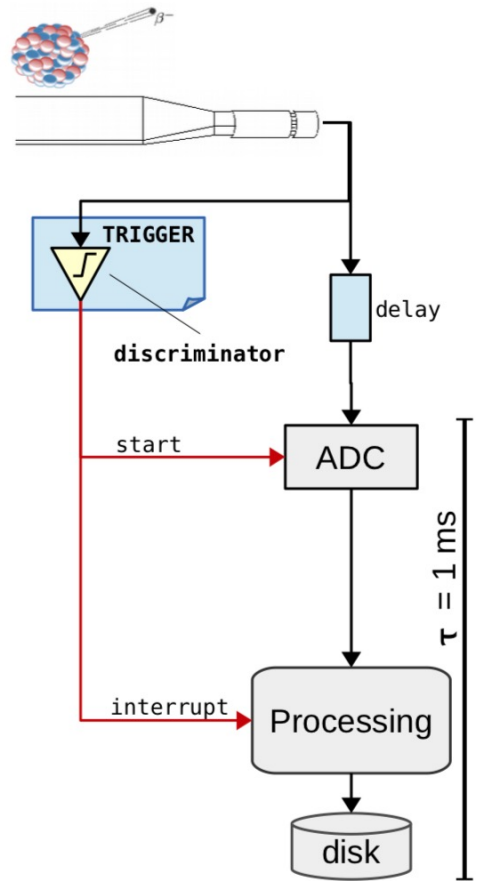 β⁻
TRIGGER
delay
discriminator
start
ADC
τ = 1 ms
interrupt
Processing
disk